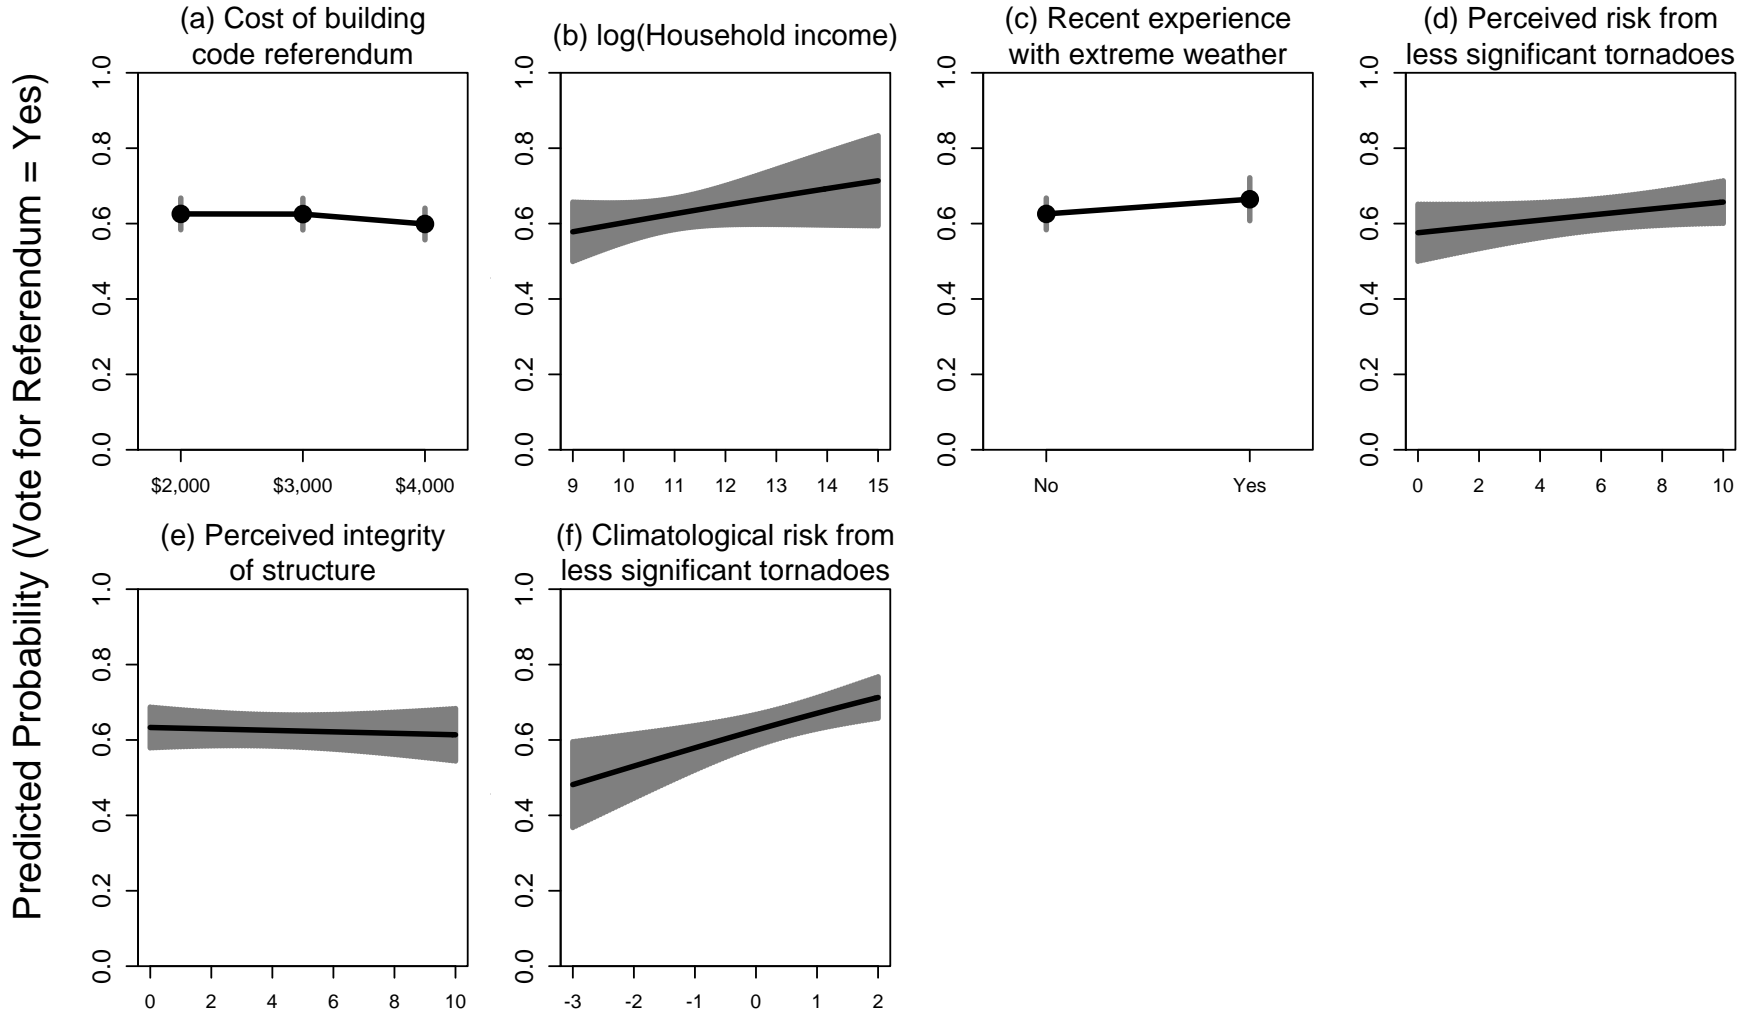 Predicted Probability (Vote for Referendum = Yes)
(a) Cost of building
code referendum
1.0
0.8
0.6
0.4
0.2
0.0
$2,000 $3,000 $4,000
(b) log(Household income)
1.0
0.8
0.6
0.4
0.2
0.0
9 10 11 12 13 14 15
(c) Recent experience
with extreme weather
1.0
0.8
0.6
0.4
0.2
0.0
No Yes
(d) Perceived risk from
less significant tornadoes
1.0
0.8
0.6
0.4
0.2
0.0
0 2 4 6 8 10
(e) Perceived integrity
of structure
1.0
0.8
0.6
0.4
0.2
0.0
0 2 4 6 8 10
(f) Climatological risk from
less significant tornadoes
1.0
0.8
0.6
0.4
0.2
0.0
-3 -2 -1 0 1 2